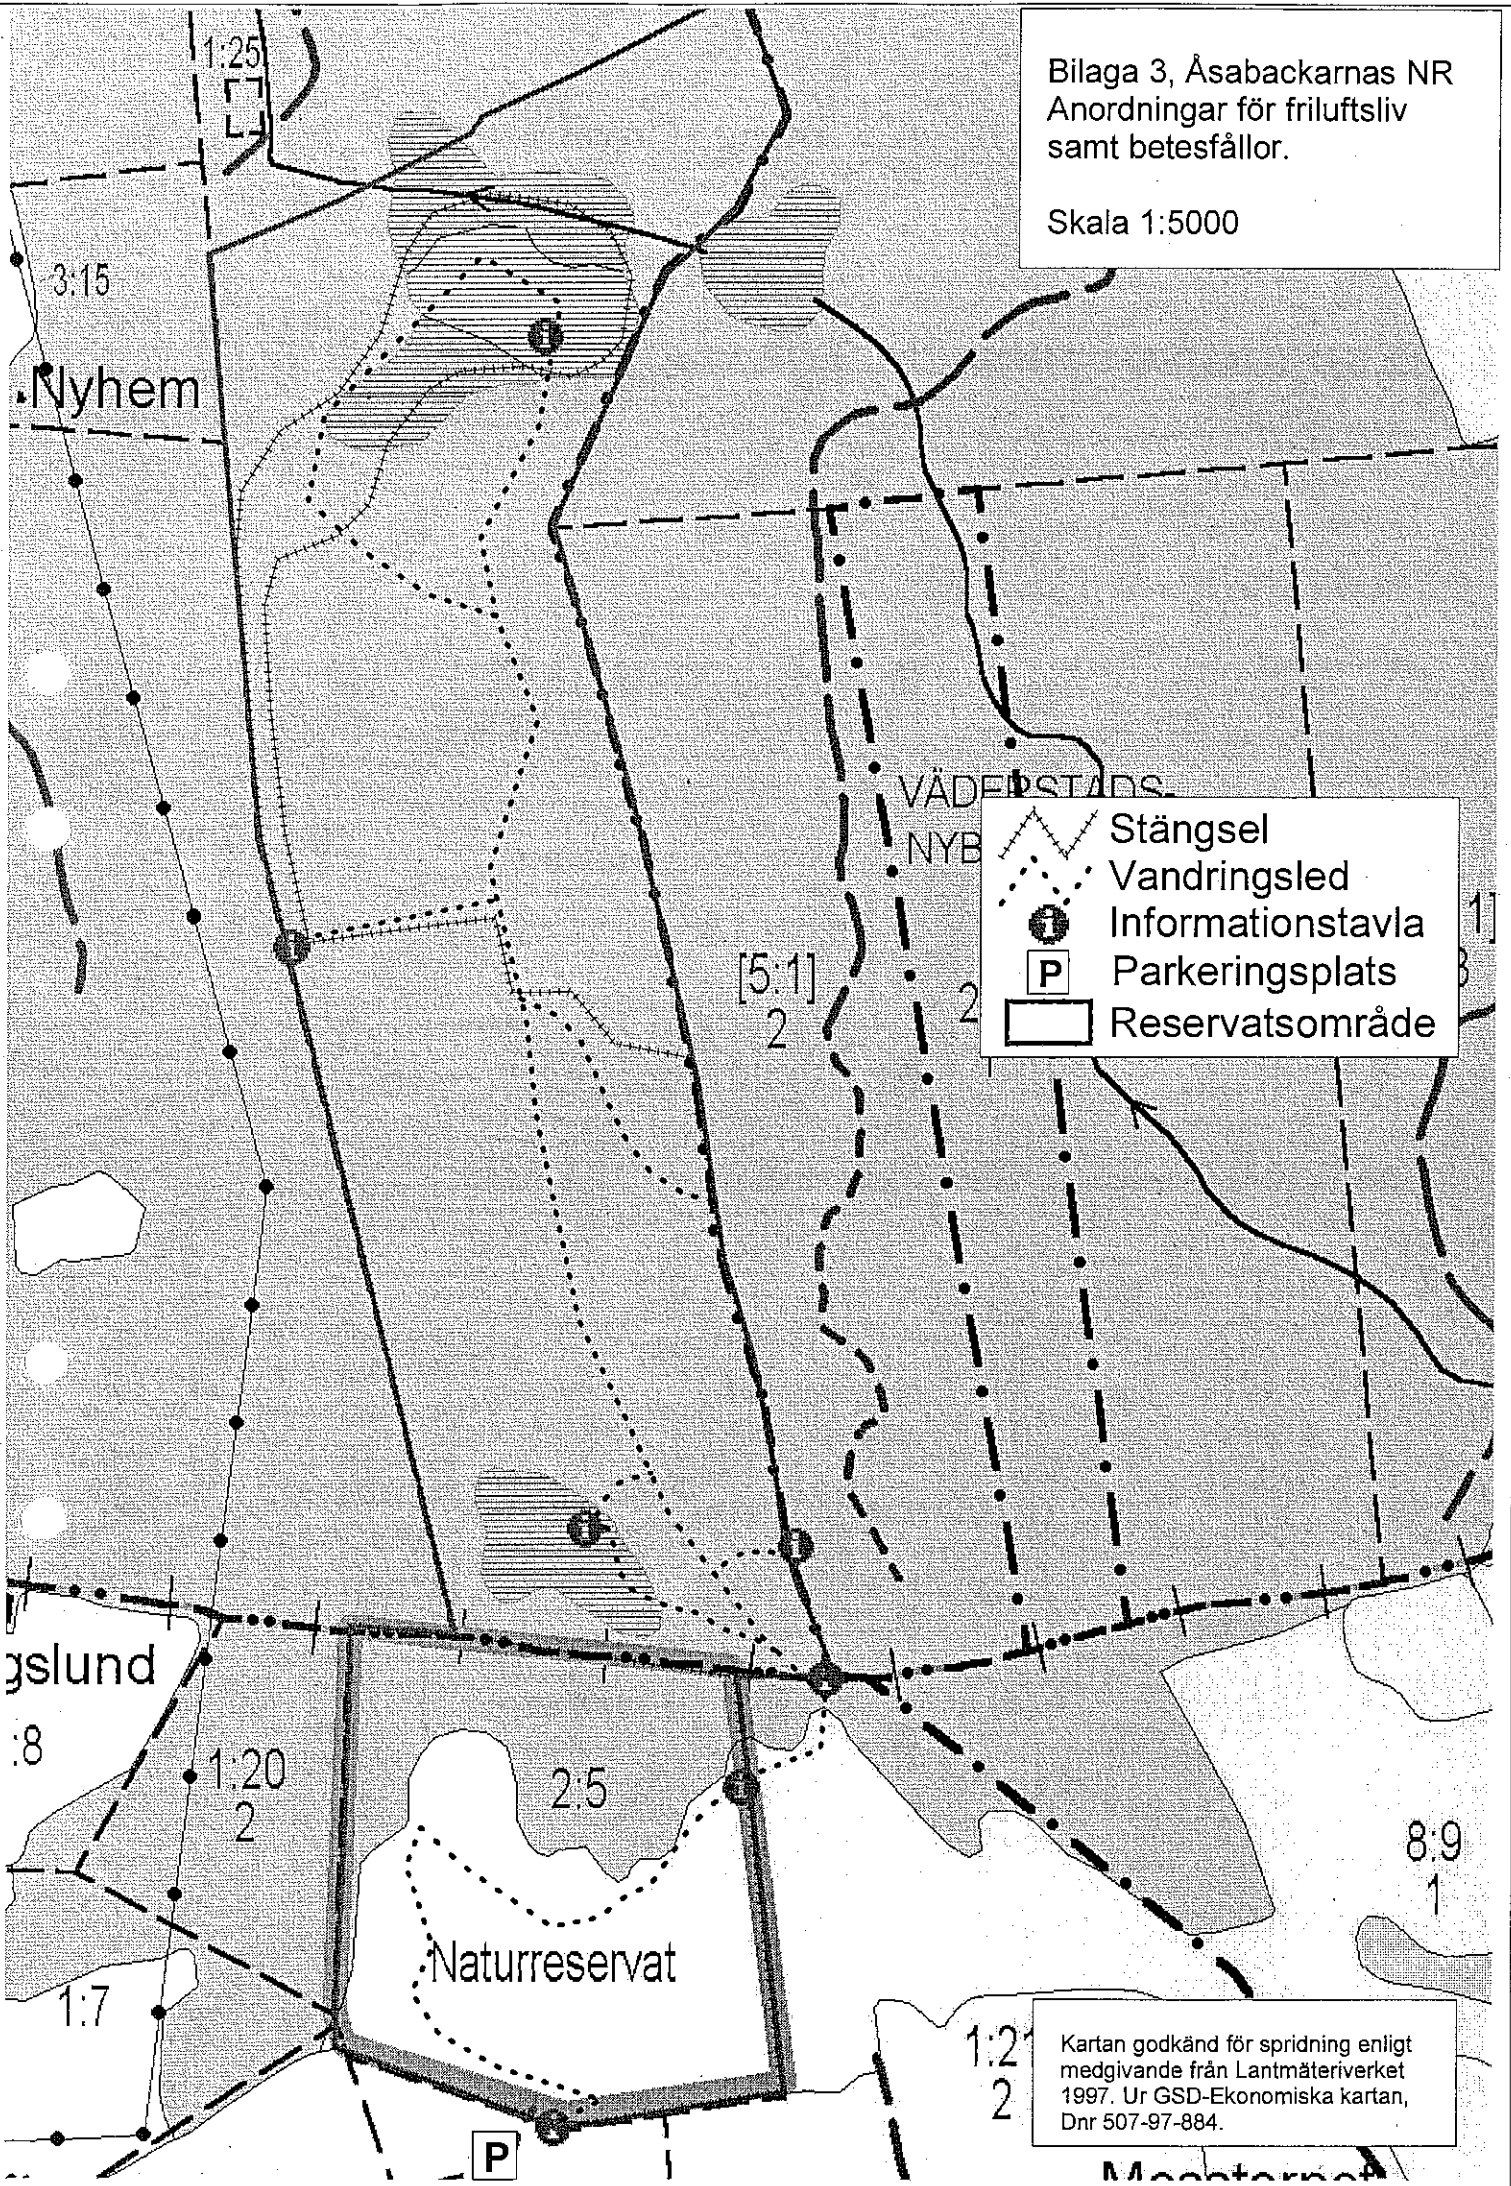 1:25
Bilaga 3, Åsabackarnas NR
Anordningar för friluftsliv
samt betesfållor.
Skala 1:5000
3:15
Nyhem
VÄDERSTADS-
NYB
Stängsel
Vandringsled
i Informationstavla
P Parkeringsplats
Reservatsområde
[5:1]
2
2
1]
3
gslund
:8
1:20
2
2:5
8:9
1
Naturreservat
1:7
1:21
2
Kartan godkänd för spridning enligt
medgivande från Lantmäteriverket
1997. Ur GSD-Ekonomiska kartan,
Dnr 507-97-884.
P